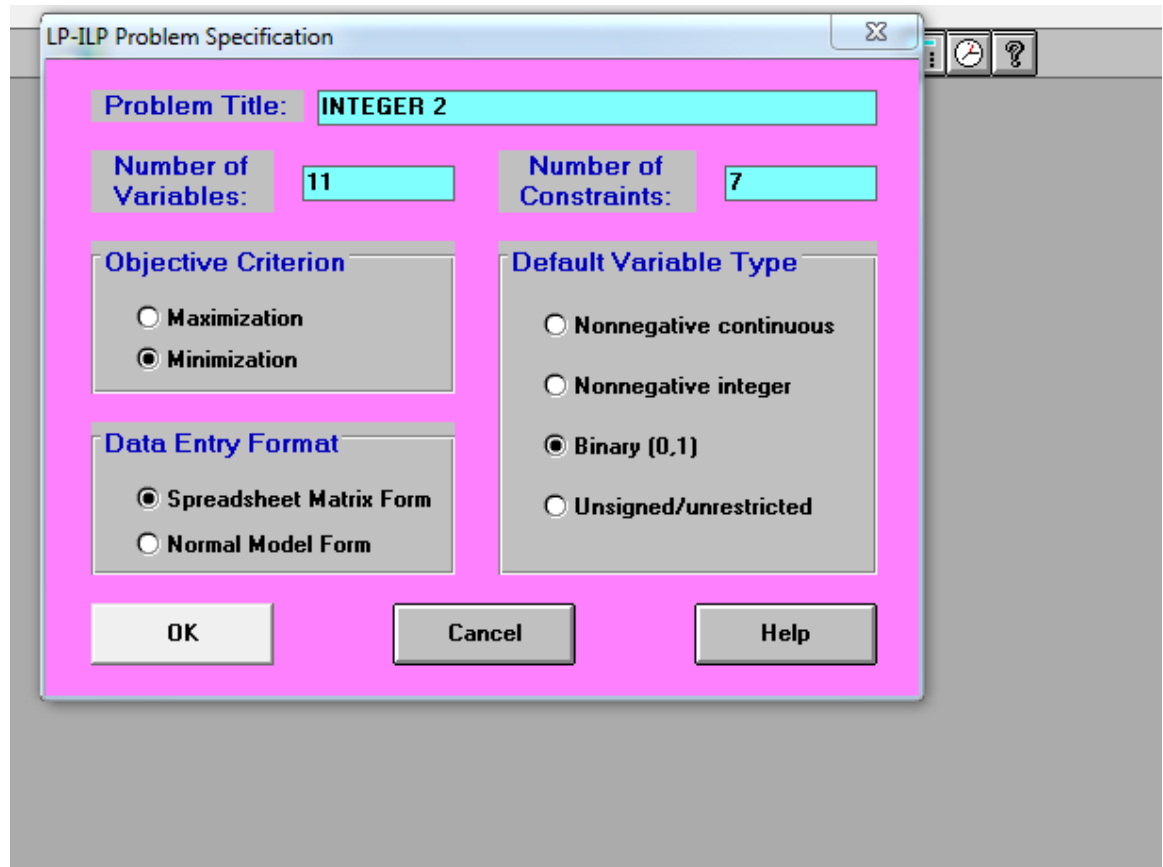 LP-ILP Problem Specification
Problem Title: INTEGER 2
Number of
Variables: 11
Number of
Constraints: 7
Objective Criterion
Maximization
Minimization
Default Variable Type
Nonnegative continuous
Nonnegative integer
Binary (0,1)
Unsigned/unrestricted
Data Entry Format
Spreadsheet Matrix Form
Normal Model Form
OK Cancel Help
?